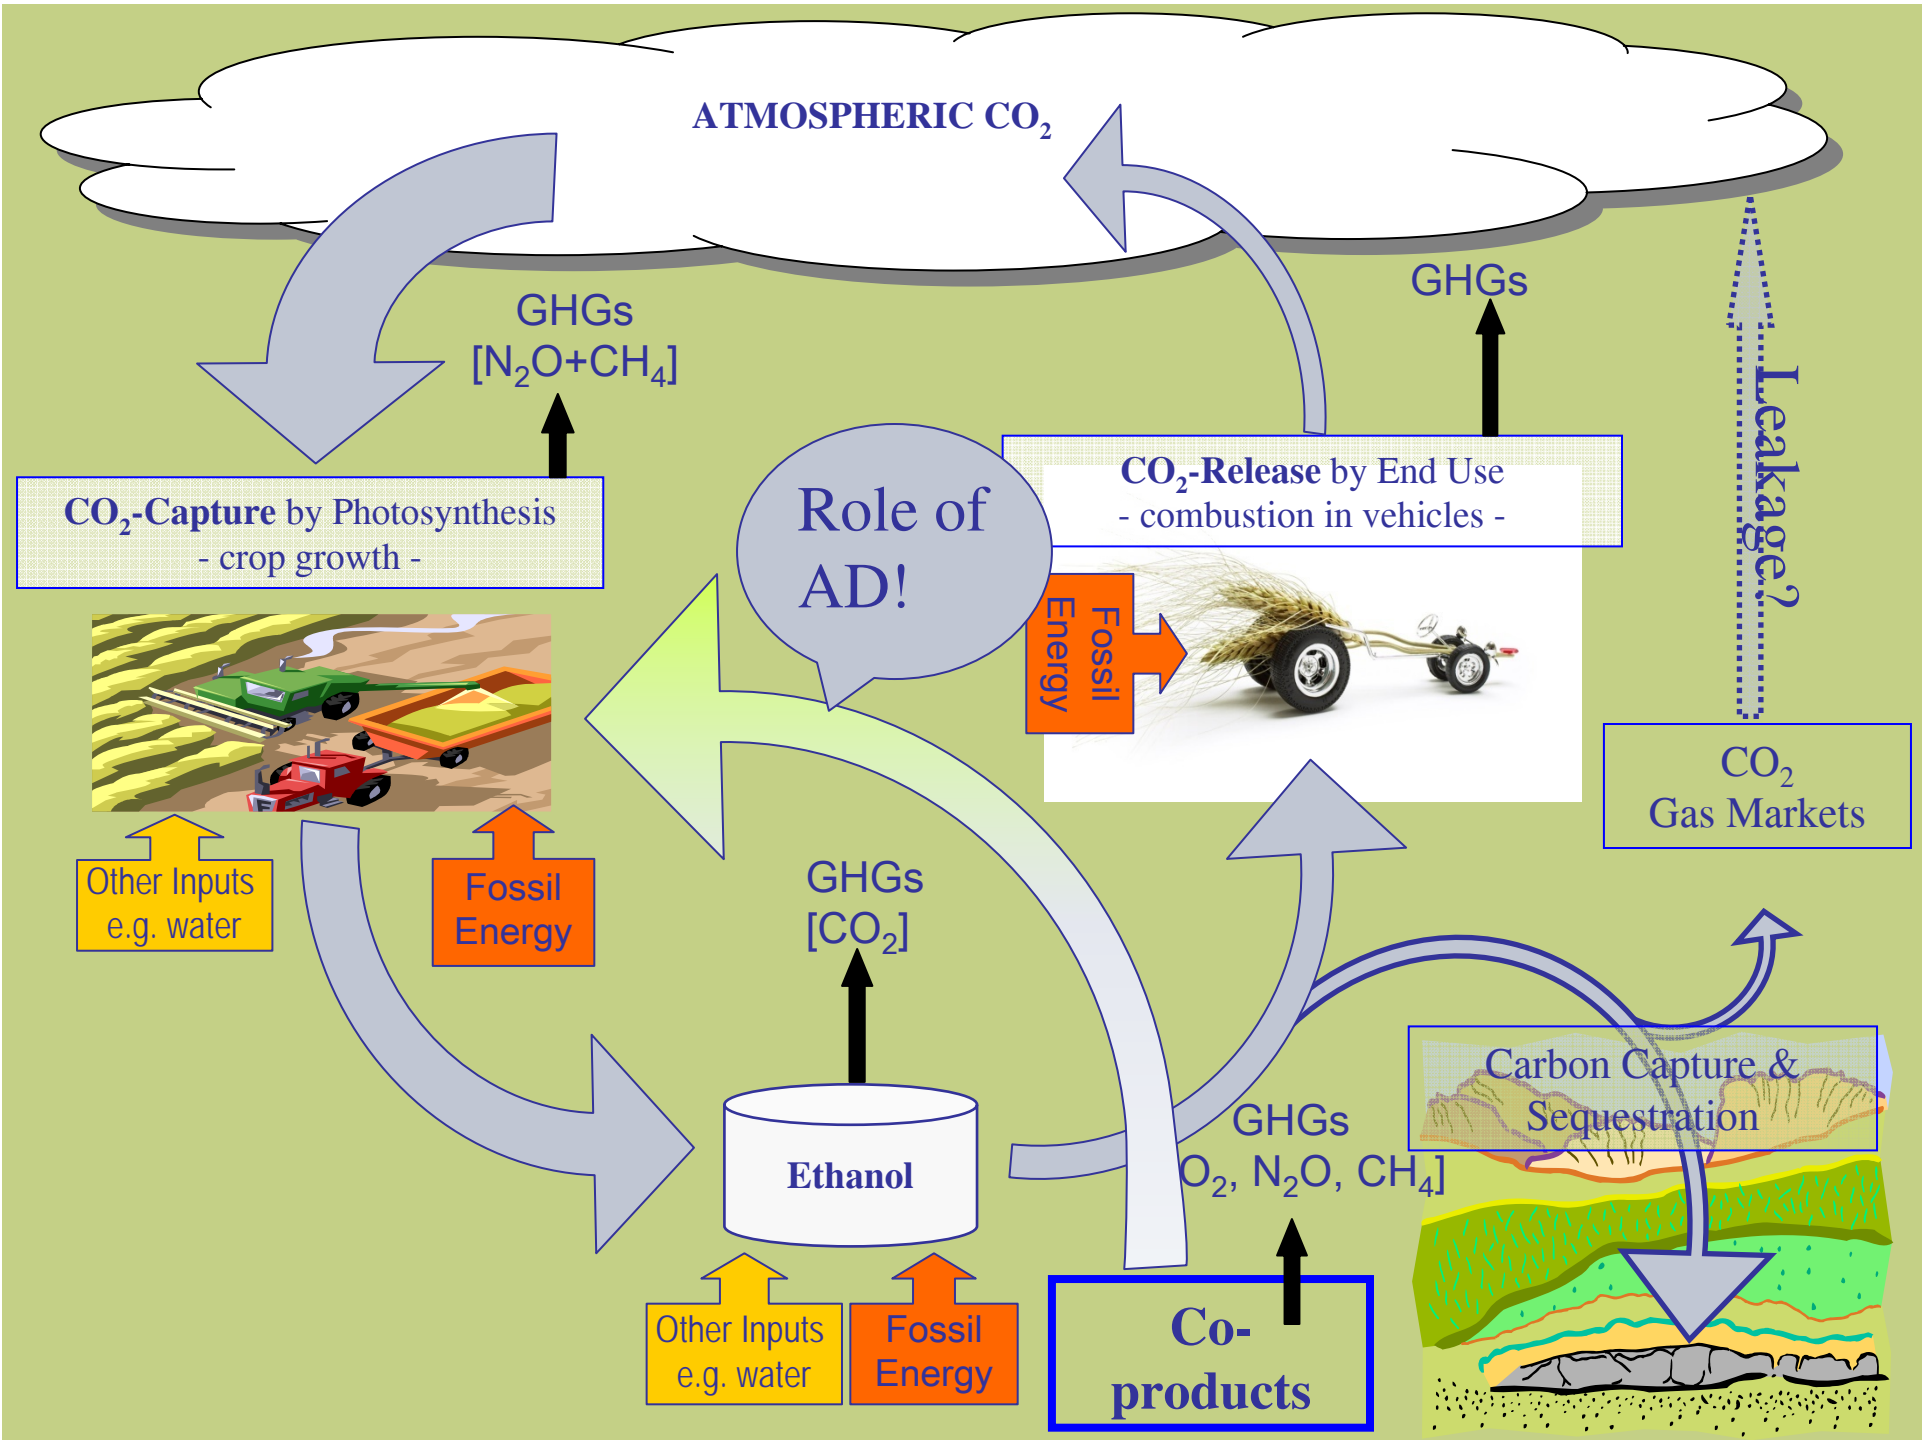 ATMOSPHERIC CO₂
GHGs
[N₂O+CH₄]
GHGs
CO₂-Capture by Photosynthesis
- crop growth -
Role of
AD!
CO₂-Release by End Use
- combustion in vehicles -
Leakage?
Fossil
Energy
CO₂
Gas Markets
Other Inputs
e.g. water
Fossil
Energy
GHGs
[CO₂]
Carbon Capture &
Sequestration
Ethanol
GHGs
O₂, N₂O, CH₄]
Other Inputs
e.g. water
Fossil
Energy
Co-
products